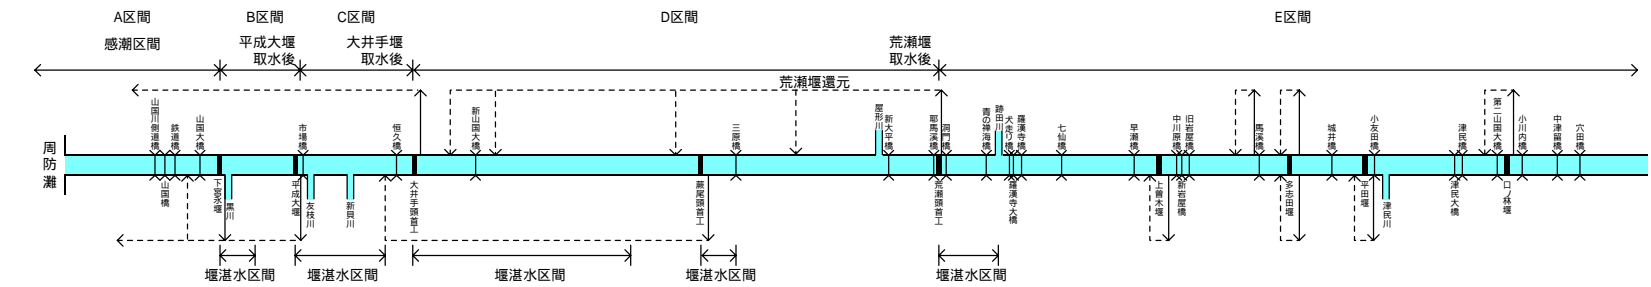 A区間
B区間
C区間
D区間
E区間
感潮区間
平成大堰
取水後
大井手堰
取水後
荒瀬堰
取水後
荒瀬堰還元
周防灘
山国川側道橋
鉄道橋
山国大橋
市場橋
恒久橋
新山国大橋
三原橋
屋形川
新大平橋
耶馬溪橋
洞門橋
青の禅海橋
跡田川
犬走り橋
羅漢寺橋
七仙橋
早瀬橋
中川原橋
旧岩屋橋
馬溪橋
城井橋
小友田橋
津民橋
第二山国大橋
小川内橋
中津留橋
穴田橋
山国橋
下宮永堰
黒川
平成大堰
友枝川
新貝川
大井手頭首工
蕨尾頭首工
荒瀬頭首工
羅漢寺大橋
上曽木堰
新岩屋橋
多志田堰
平田堰
津民川
津民大橋
口ノ林堰
堰湛水区間
堰湛水区間
堰湛水区間
堰湛水区間
堰湛水区間